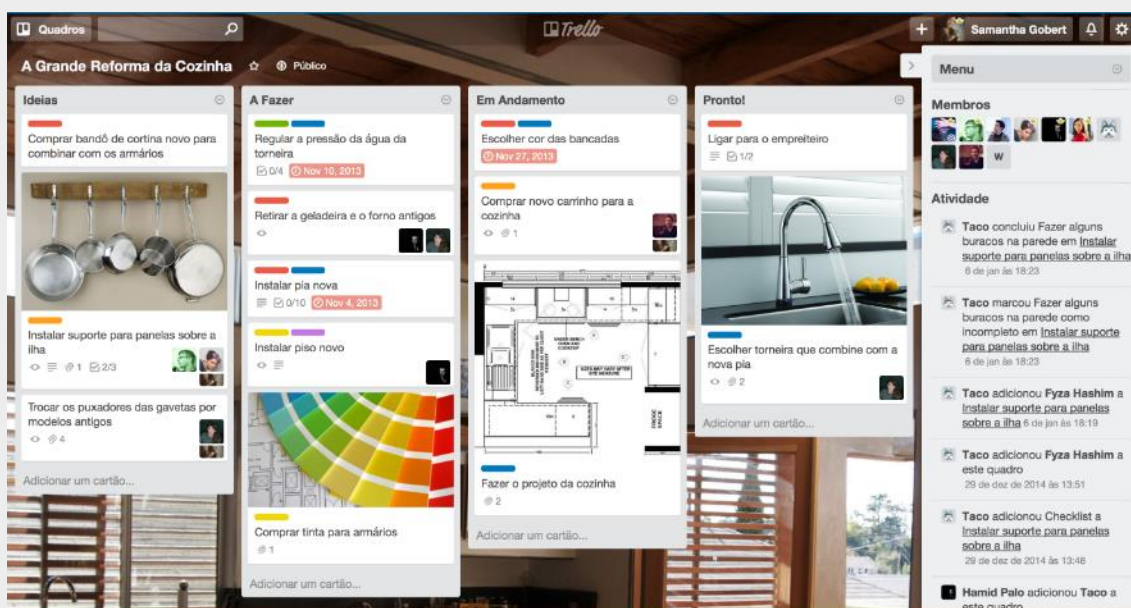 Quadros
Trello
Samantha Gobert
A Grande Reforma da Cozinha
Público
Ideias
Comprar bandô de cortina novo para
combinar com os armários
Instalar suporte para panelas sobre a
ilha
1
2/3
Trocar os puxadores das gavetas por
modelos antigos
4
Adicionar um cartão...
A Fazer
Regular a pressão da água da
torneira
0/4 Nov 10, 2013
Retirar a geladeira e o forno antigos
Instalar pia nova
0/10 Nov 4, 2013
Instalar piso novo
Comprar tinta para armários
1
Adicionar um cartão...
Em Andamento
Escolher cor das bancadas
Nov 27, 2013
Comprar novo carrinho para a
cozinha
1
UNDER BENCH
OVEN AND
COOKTOP
FRIDGE
SPACE
Fazer o projeto da cozinha
2
Adicionar um cartão...
Pronto!
Ligar para o empreiteiro
1/2
Escolher torneira que combine com a
nova pia
2
Adicionar um cartão...
Menu
Membros
W
Atividade
Taco concluiu Fazer alguns
buracos na parede em Instalar
suporte para panelas sobre a ilha
6 de jan às 18:23
Taco marcou Fazer alguns
buracos na parede como
incompleto em Instalar suporte
para panelas sobre a ilha
6 de jan às 18:23
Taco adicionou Fyza Hashim a
Instalar suporte para panelas
sobre a ilha 6 de jan às 18:19
Taco adicionou Fyza Hashim a
este quadro
29 de dez de 2014 às 13:51
Taco adicionou Checklist a
Instalar suporte para panelas
sobre a ilha
29 de dez de 2014 às 13:46
Hamid Palo adicionou Taco a
este quadro